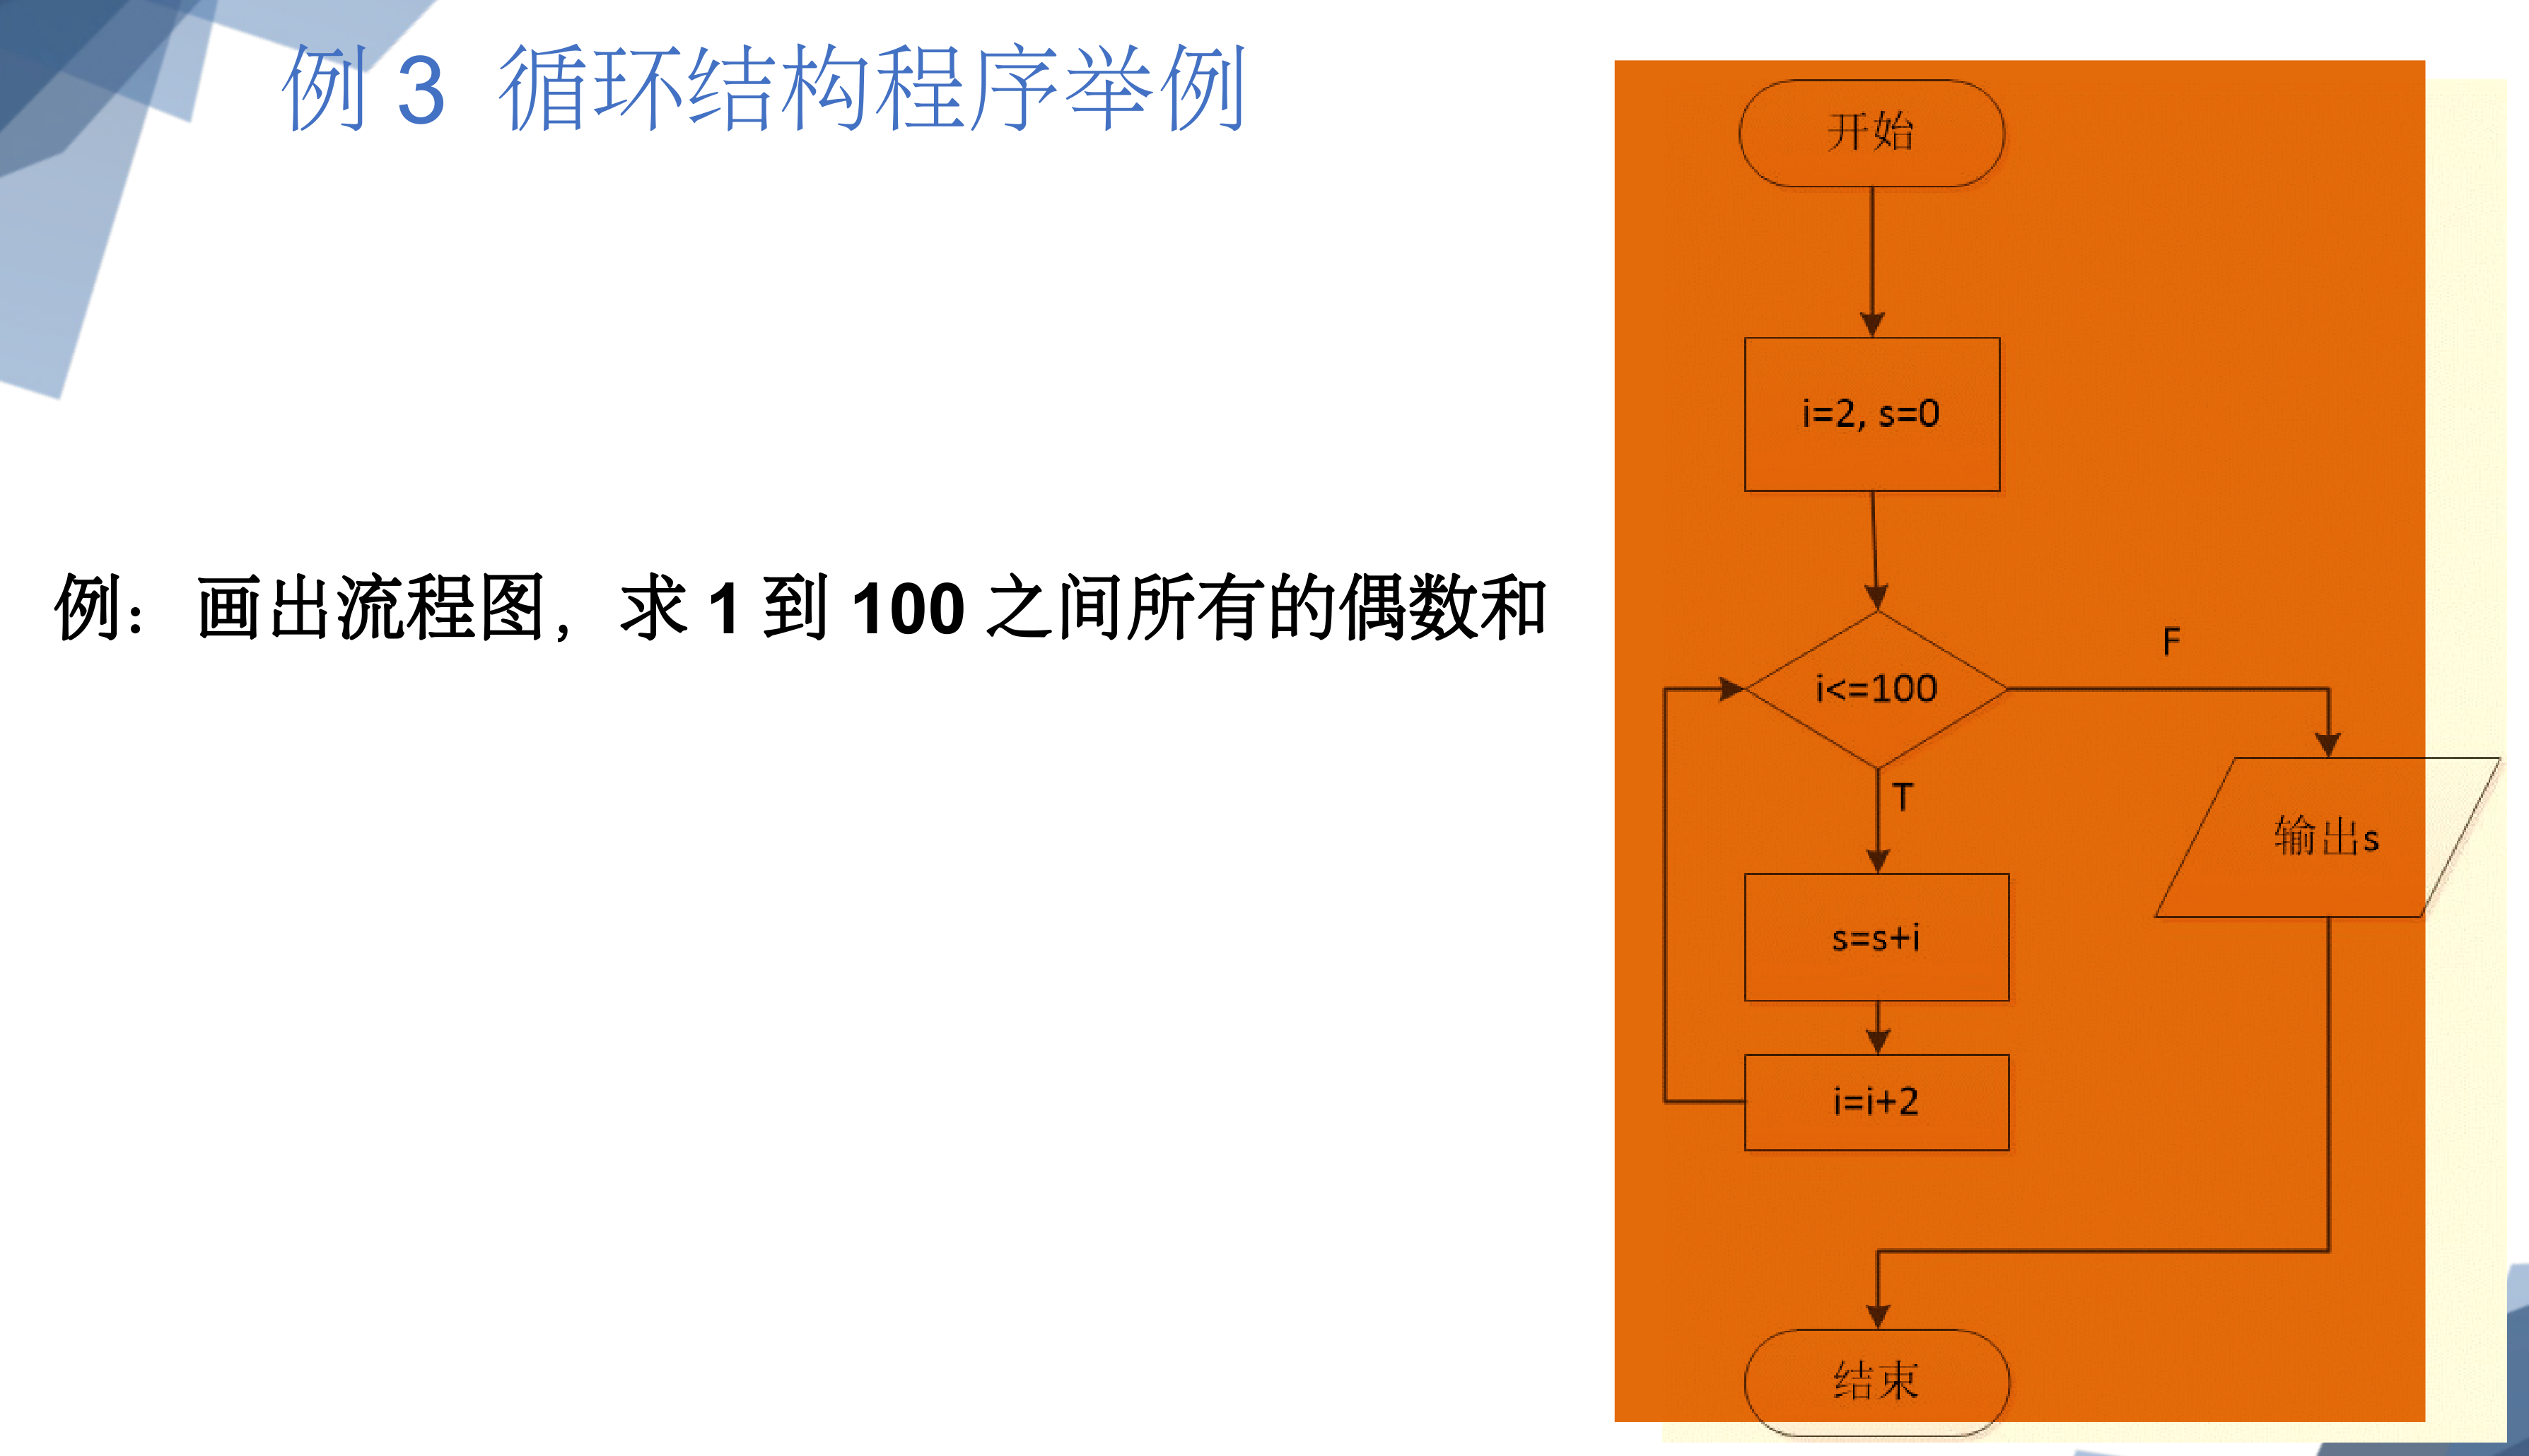 例 3 循环结构程序举例
例：画出流程图，求 1 到 100 之间所有的偶数和
开始
i=2, s=0
i<=100
F
T
输出s
s=s+i
i=i+2
结束